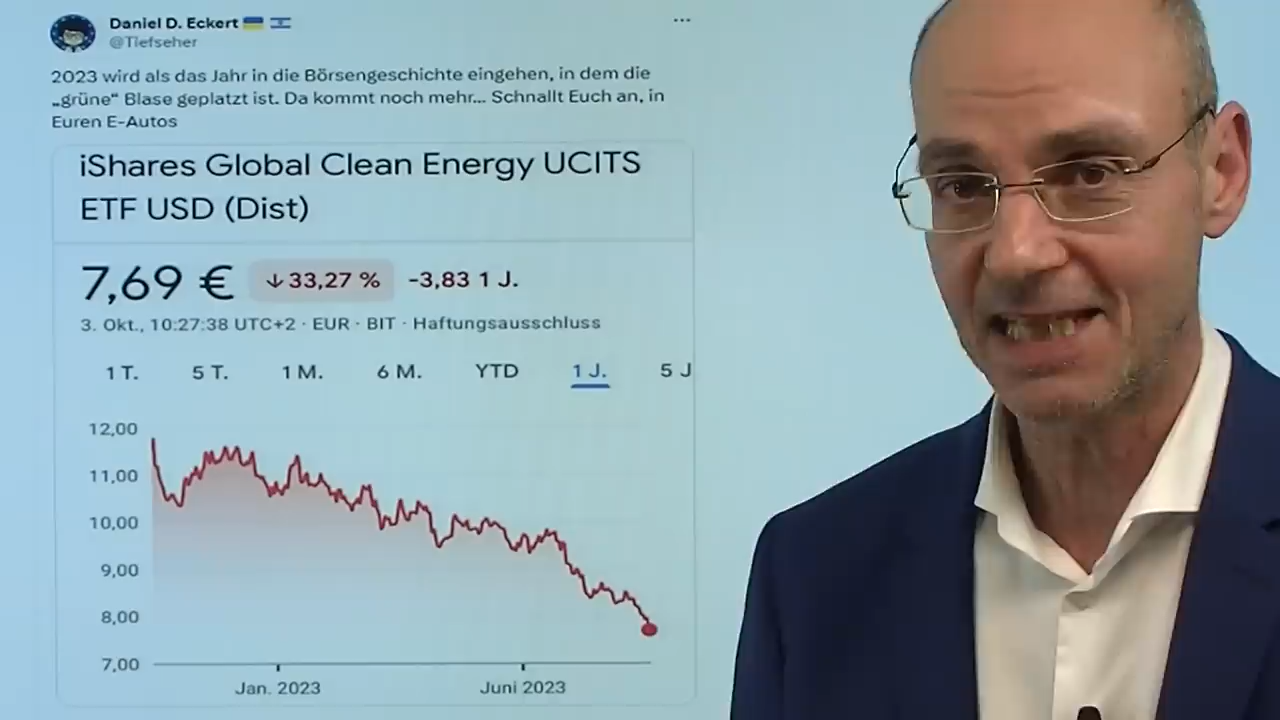 Daniel D. Eckert
@Tiefseher
2023 wird als das Jahr in die Börsengeschichte eingehen, in dem die
„grüne“ Blase geplatzt ist. Da kommt noch mehr... Schnallt Euch an, in
Euren E-Autos
iShares Global Clean Energy UCITS
ETF USD (Dist)
7,69 € ↓33,27 % -3,83 1 J.
3. Okt., 10:27:38 UTC+2 · EUR · BIT · Haftungsausschluss
1 T. 5 T. 1 M. 6 M. YTD 1 J. 5 J
12,00
11,00
10,00
9,00
8,00
7,00
Jan. 2023 Juni 2023